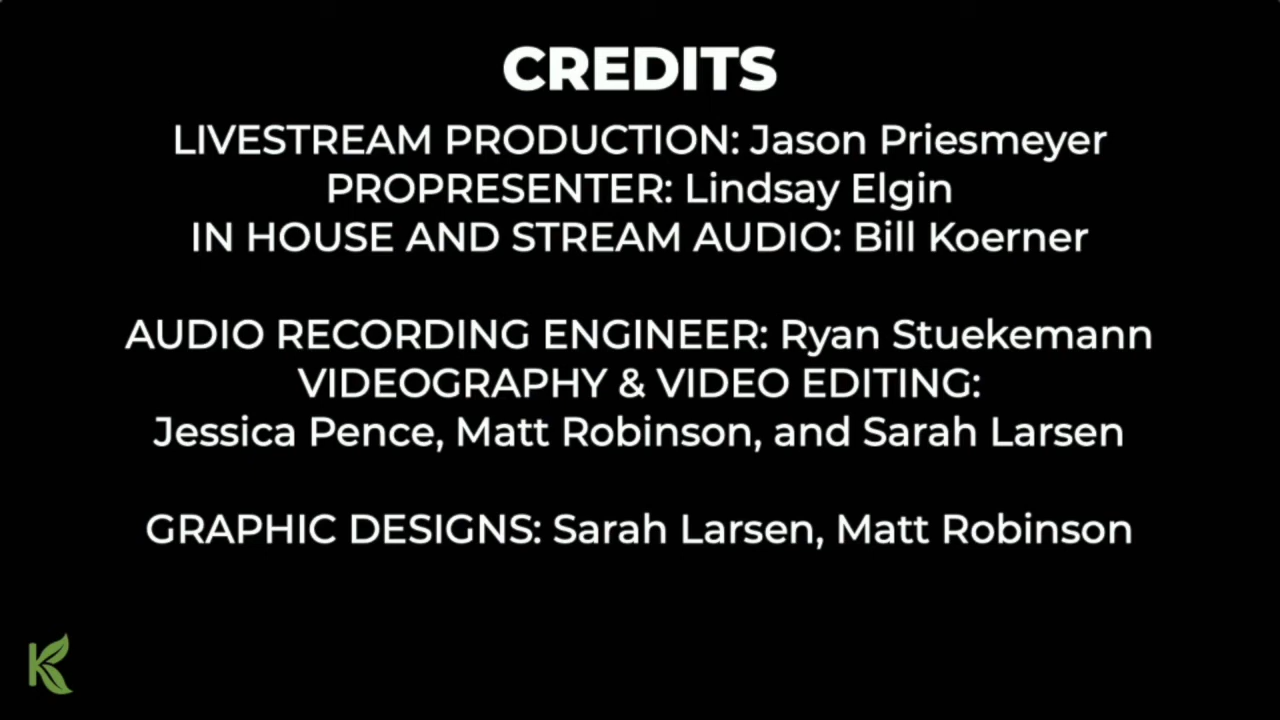 CREDITS
LIVESTREAM PRODUCTION: Jason Priesmeyer
PROPRESENTER: Lindsay Elgin
IN HOUSE AND STREAM AUDIO: Bill Koerner
AUDIO RECORDING ENGINEER: Ryan Stuekemann
VIDEOGRAPHY & VIDEO EDITING:
Jessica Pence, Matt Robinson, and Sarah Larsen
GRAPHIC DESIGNS: Sarah Larsen, Matt Robinson
K